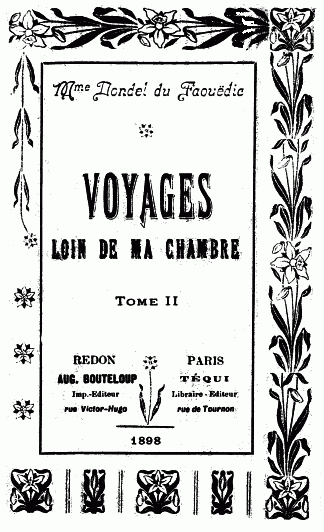 Mme Dondel du Faouëdic
VOYAGES
LOIN DE MA CHAMBRE
TOME II
REDON
AUG. BOUTELOUP
Imp.-Editeur
rue Victor-Hugo
PARIS
TÉQUI
Libraire-Editeur
rue de Tournon
1898